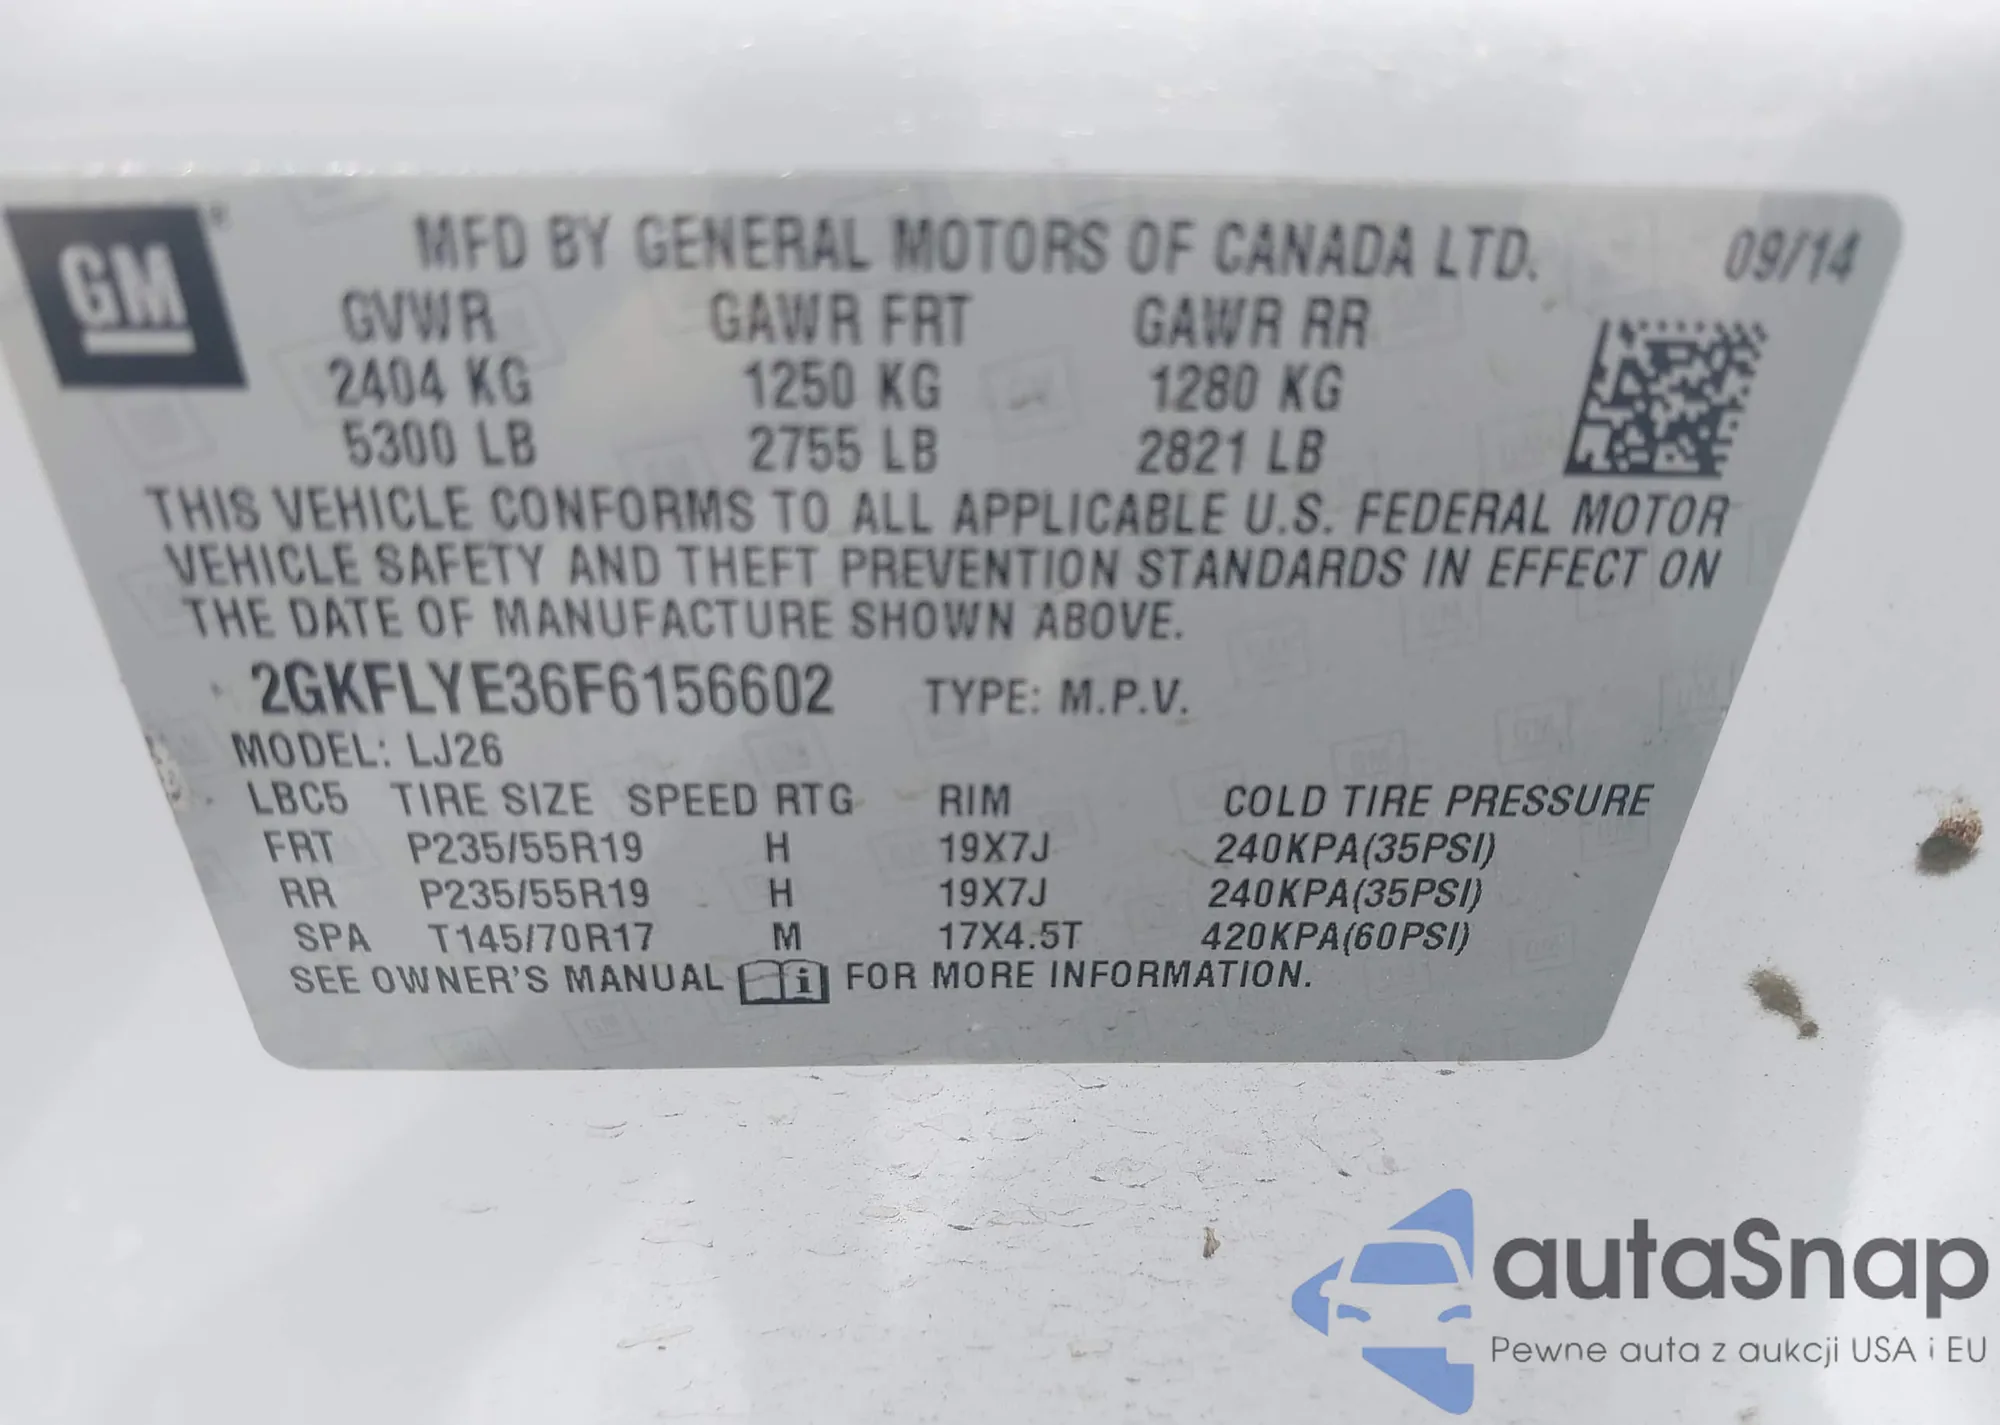 GM
MFD BY GENERAL MOTORS OF CANADA LTD. 09/14
GVWR GAWR FRT GAWR RR
2404 KG 1250 KG 1280 KG
5300 LB 2755 LB 2821 LB
THIS VEHICLE CONFORMS TO ALL APPLICABLE U.S. FEDERAL MOTOR
VEHICLE SAFETY AND THEFT PREVENTION STANDARDS IN EFFECT ON
THE DATE OF MANUFACTURE SHOWN ABOVE.
2GKFLYE36F6156602 TYPE: M.P.V.
MODEL: LJ26
LBC5 TIRE SIZE SPEED RTG RIM COLD TIRE PRESSURE
FRT P235/55R19 H 19X7J 240KPA(35PSI)
RR P235/55R19 H 19X7J 240KPA(35PSI)
SPA T145/70R17 M 17X4.5T 420KPA(60PSI)
SEE OWNER'S MANUAL i FOR MORE INFORMATION.
autaSnap
Pewne auta z aukcji USA i EU